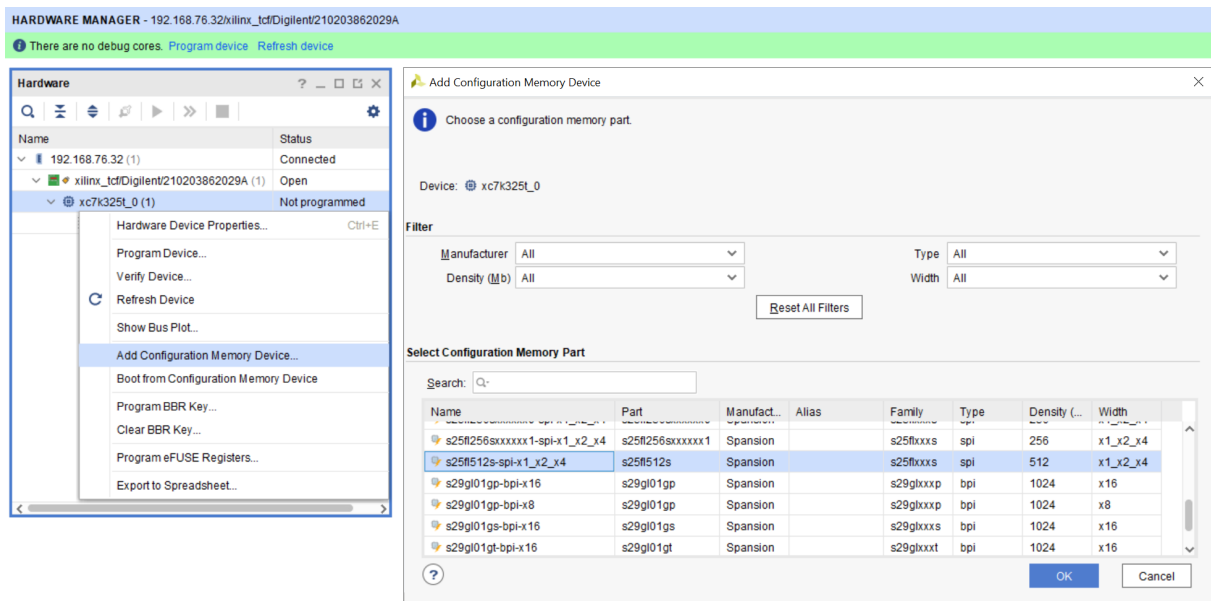 HARDWARE MANAGER - 192.168.76.32/xilinx_tcf/Digilent/210203862029A
There are no debug cores. Program device Refresh device
Hardware
Name Status
192.168.76.32 (1) Connected
xilinx_tcf/Digilent/210203862029A (1) Open
xc7k325t_0 (1) Not programmed
Hardware Device Properties... Ctrl+E
Program Device...
Verify Device...
Refresh Device
Show Bus Plot...
Add Configuration Memory Device...
Boot from Configuration Memory Device
Program BBR Key...
Clear BBR Key...
Program eFUSE Registers...
Export to Spreadsheet...
Add Configuration Memory Device
Choose a configuration memory part.
Device: xc7k325t_0
Filter
Manufacturer All Type All
Density (Mb) All Width All
Reset All Filters
Select Configuration Memory Part
Search:
Name Part Manufact... Alias Family Type Density (... Width
s25fl256sxxxxxx1-spi-x1_x2_x4 s25fl256sxxxxxx1 Spansion s25flxxxs spi 256 x1_x2_x4
s25fl512s-spi-x1_x2_x4 s25fl512s Spansion s25flxxxs spi 512 x1_x2_x4
s29gl01gp-bpi-x16 s29gl01gp Spansion s29glxxxp bpi 1024 x16
s29gl01gp-bpi-x8 s29gl01gp Spansion s29glxxxp bpi 1024 x8
s29gl01gs-bpi-x16 s29gl01gs Spansion s29glxxxs bpi 1024 x16
s29gl01gt-bpi-x16 s29gl01gt Spansion s29glxxxt bpi 1024 x16
OK Cancel